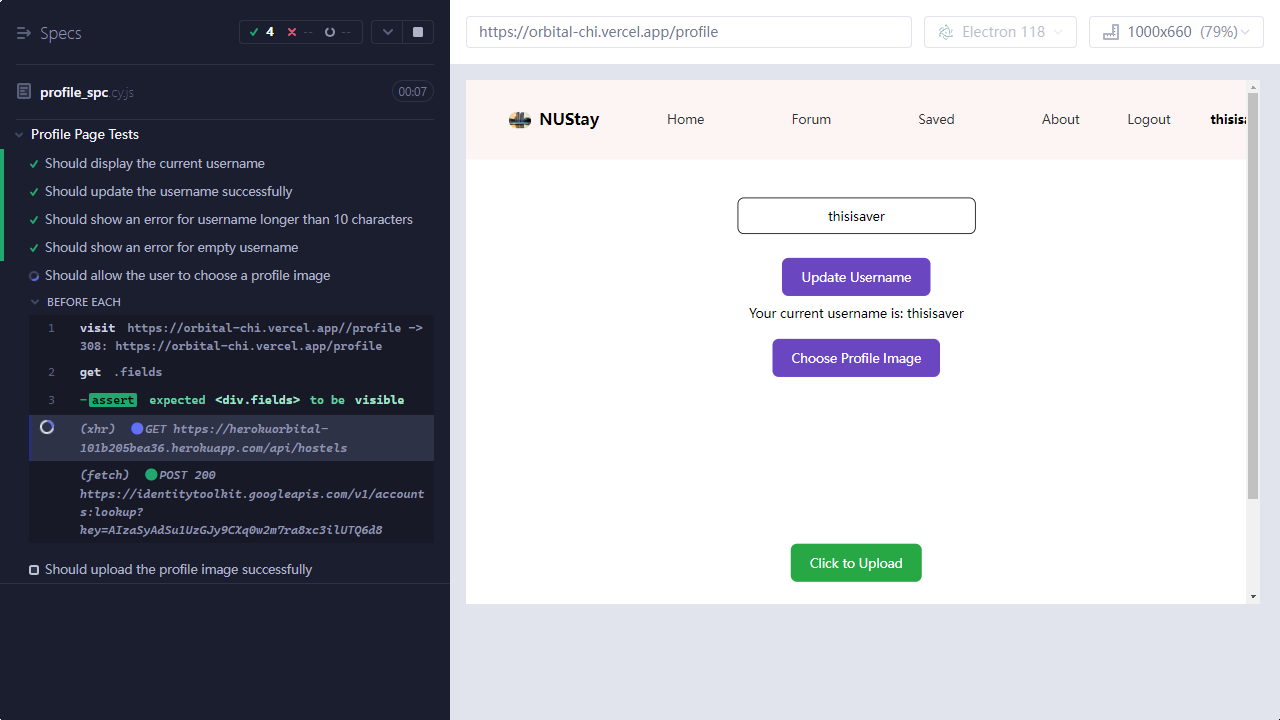 Specs
4 -- --
profile_spc.cy.js 00:07
Profile Page Tests
Should display the current username
Should update the username successfully
Should show an error for username longer than 10 characters
Should show an error for empty username
Should allow the user to choose a profile image
BEFORE EACH
1 visit https://orbital-chi.vercel.app//profile ->
308: https://orbital-chi.vercel.app/profile
2 get .fields
3 -assert expected <div.fields> to be visible
(xhr) GET https://herokuorbital-
101b205bea36.herokuapp.com/api/hostels
(fetch) POST 200
https://identitytoolkit.googleapis.com/v1/account
s:lookup?
key=AIzaSyAdSu1UzGJy9CXq0w2m7ra8xc3ilUTQ6d8
Should upload the profile image successfully
https://orbital-chi.vercel.app/profile
Electron 118
1000x660 (79%)
NUStay Home Forum Saved About Logout thisisa
thisisaver
Update Username
Your current username is: thisisaver
Choose Profile Image
Click to Upload